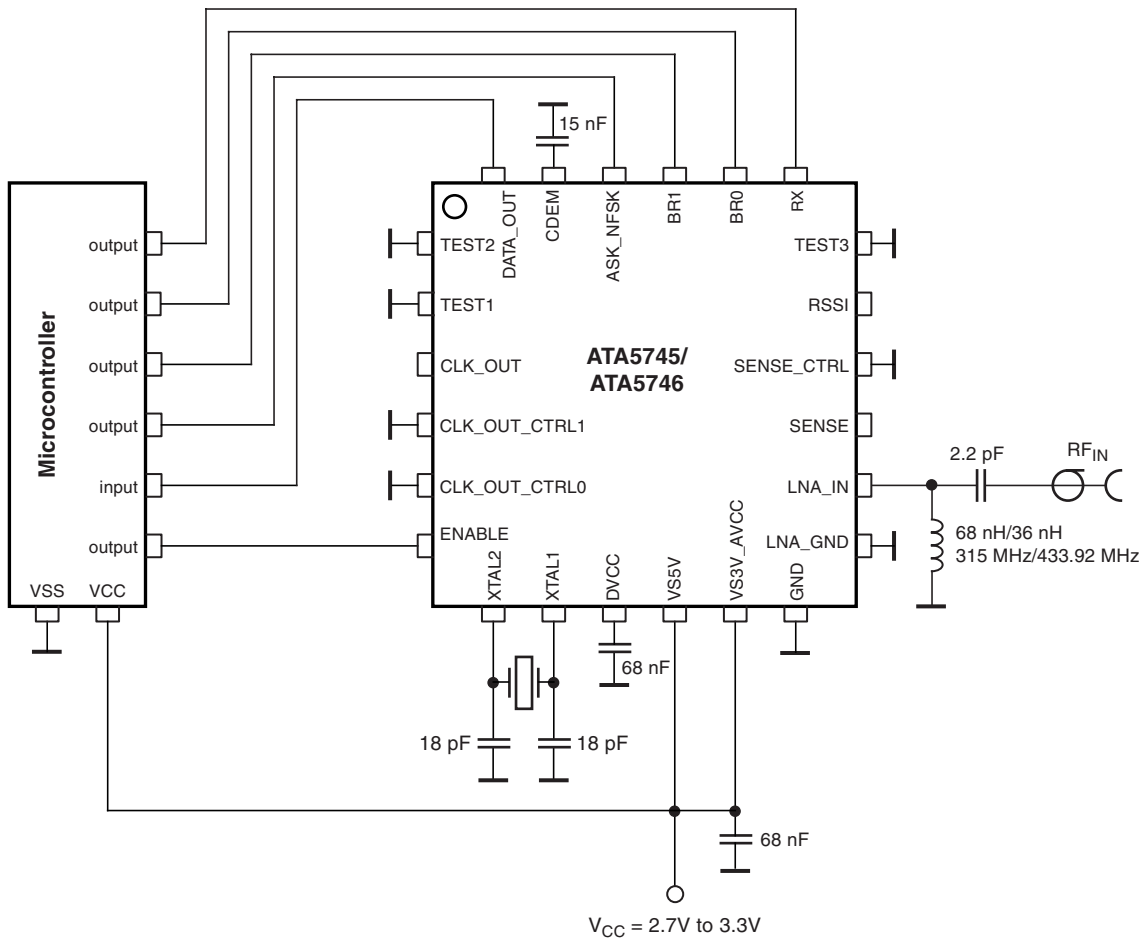 15 nF
DATA_OUT
CDEM
ASK_NFSK
BR1
BR0
RX
output
output
output
output
input
output
Microcontroller
VSS
VCC
TEST2
TEST1
CLK_OUT
CLK_OUT_CTRL1
CLK_OUT_CTRL0
ENABLE
ATA5745/
ATA5746
TEST3
RSSI
SENSE_CTRL
SENSE
LNA_IN
LNA_GND
2.2 pF
RFIN
68 nH/36 nH
315 MHz/433.92 MHz
XTAL2
XTAL1
DVCC
VS5V
VS3V_AVCC
GND
68 nF
18 pF
18 pF
68 nF
VCC = 2.7V to 3.3V